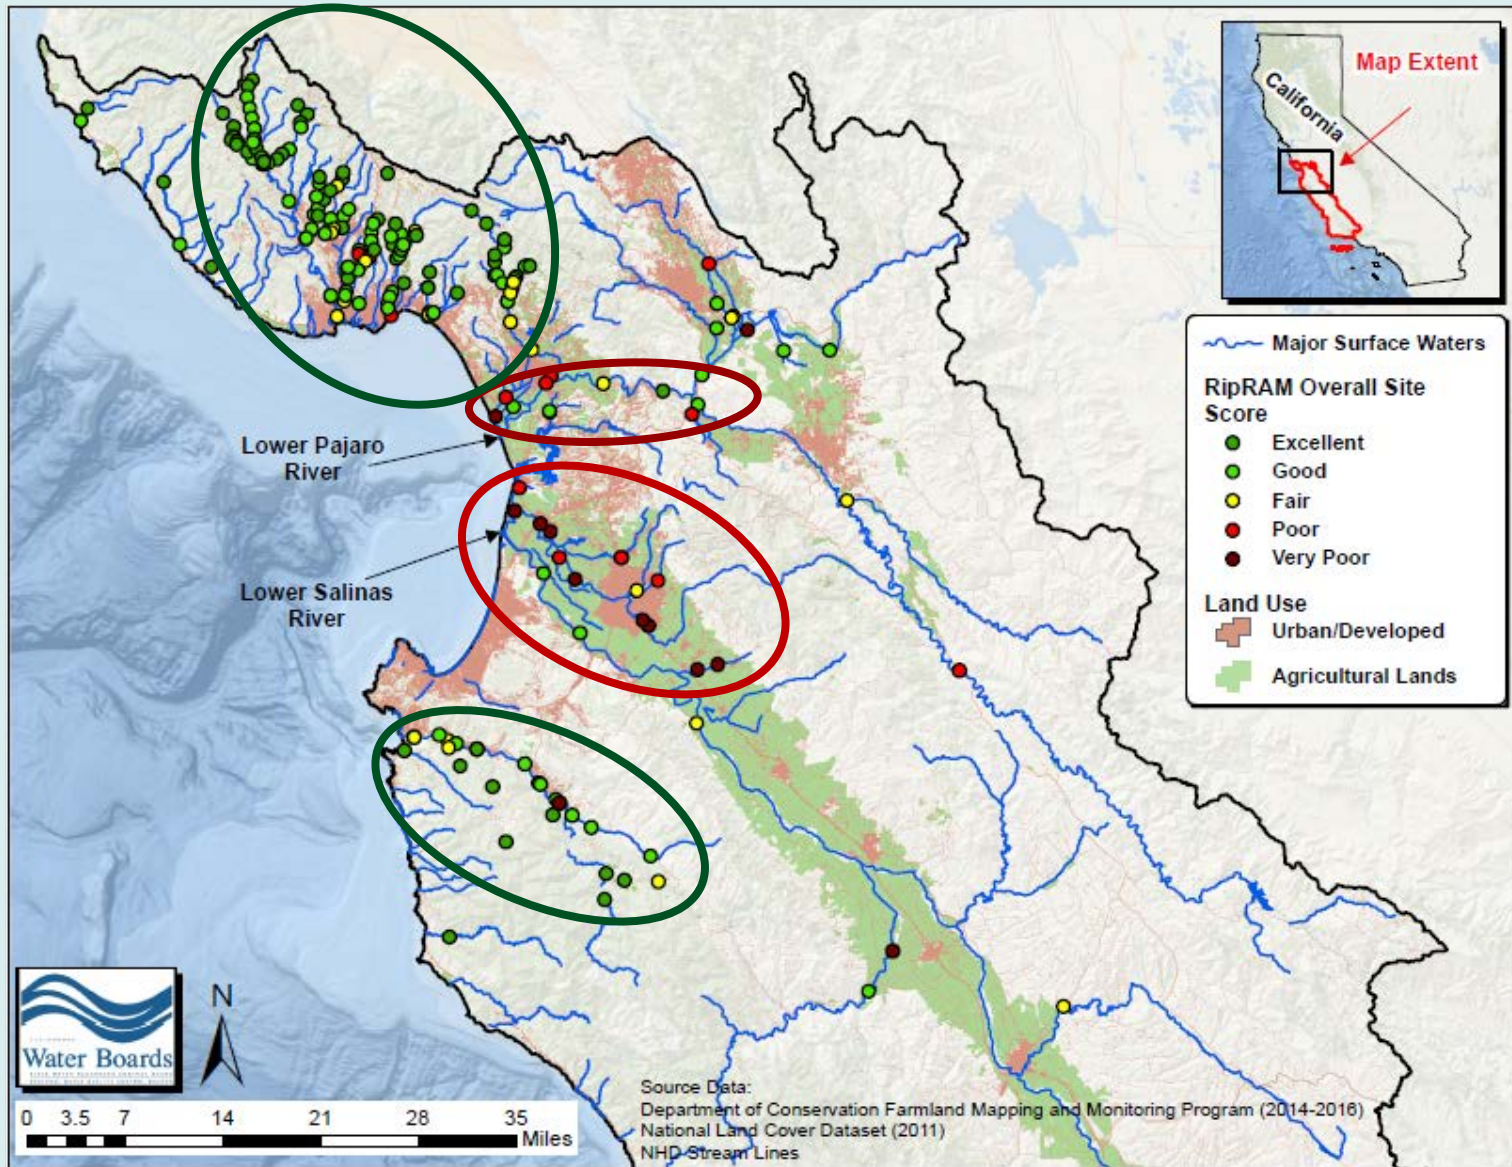 Map Extent
California
Major Surface Waters
RipRAM Overall Site
Score
Excellent
Good
Fair
Poor
Very Poor
Land Use
Urban/Developed
Agricultural Lands
Lower Pajaro
River
Lower Salinas
River
N
Water Boards
0 3.5 7 14 21 28 35
Miles
Source Data:
Department of Conservation Farmland Mapping and Monitoring Program (2014-2016)
National Land Cover Dataset (2011)
NHD Stream Lines